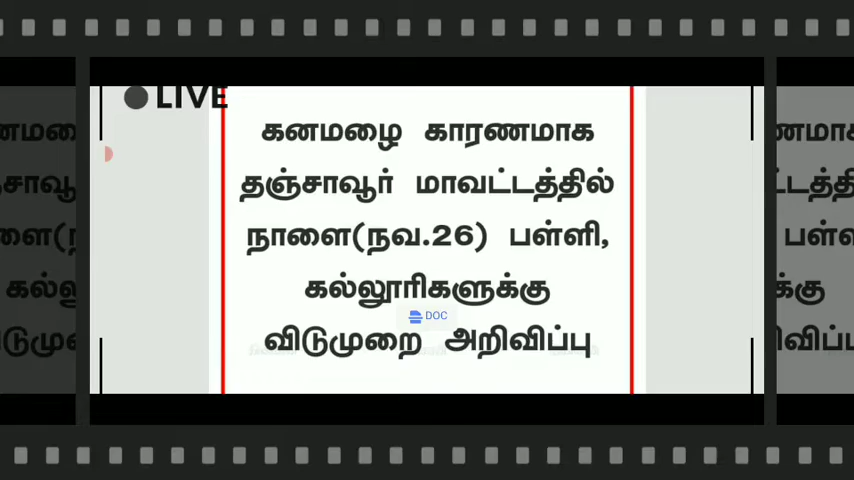 LIVE
கனமழை காரணமாக
தஞ்சாவூர் மாவட்டத்தில்
நாளை(நவ.26) பள்ளி,
கல்லூரிகளுக்கு
DOC
விடுமுறை அறிவிப்பு